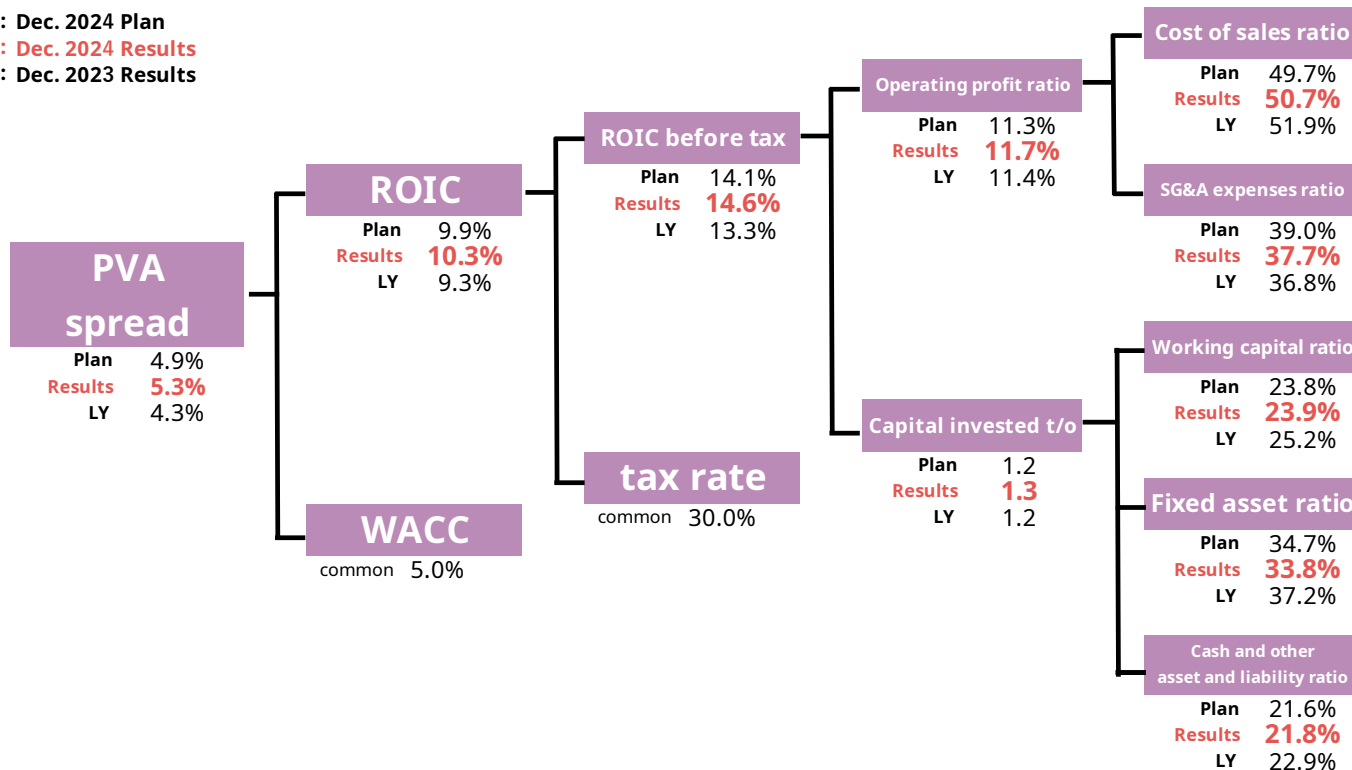 : Dec. 2024 Plan
: Dec. 2024 Results
: Dec. 2023 Results
PVA
spread
Plan 4.9%
Results 5.3%
LY 4.3%
ROIC
Plan 9.9%
Results 10.3%
LY 9.3%
WACC
common 5.0%
ROIC before tax
Plan 14.1%
Results 14.6%
LY 13.3%
tax rate
common 30.0%
Operating profit ratio
Plan 11.3%
Results 11.7%
LY 11.4%
Capital invested t/o
Plan 1.2
Results 1.3
LY 1.2
Cost of sales ratio
Plan 49.7%
Results 50.7%
LY 51.9%
SG&A expenses ratio
Plan 39.0%
Results 37.7%
LY 36.8%
Working capital ratio
Plan 23.8%
Results 23.9%
LY 25.2%
Fixed asset ratio
Plan 34.7%
Results 33.8%
LY 37.2%
Cash and other
asset and liability ratio
Plan 21.6%
Results 21.8%
LY 22.9%